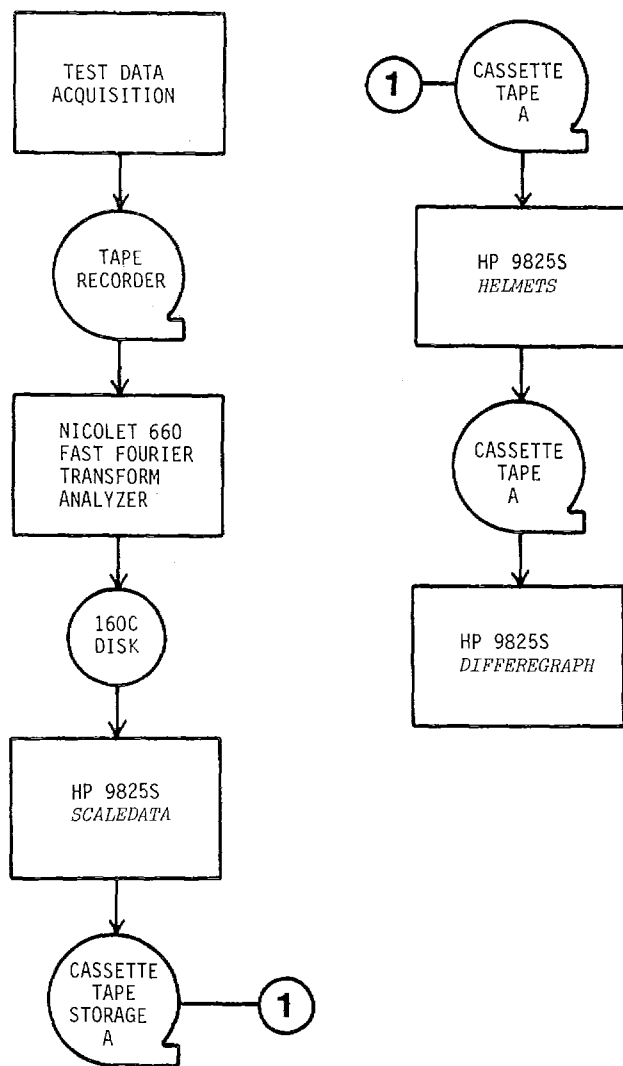 TEST DATA
ACQUISITION
TAPE
RECORDER
NICOLET 660
FAST FOURIER
TRANSFORM
ANALYZER
160C
DISK
HP 9825S
SCALEDATA
CASSETTE
TAPE
STORAGE
A
1
1
CASSETTE
TAPE
A
HP 9825S
HELMETS
CASSETTE
TAPE
A
HP 9825S
DIFFEREGRAPH